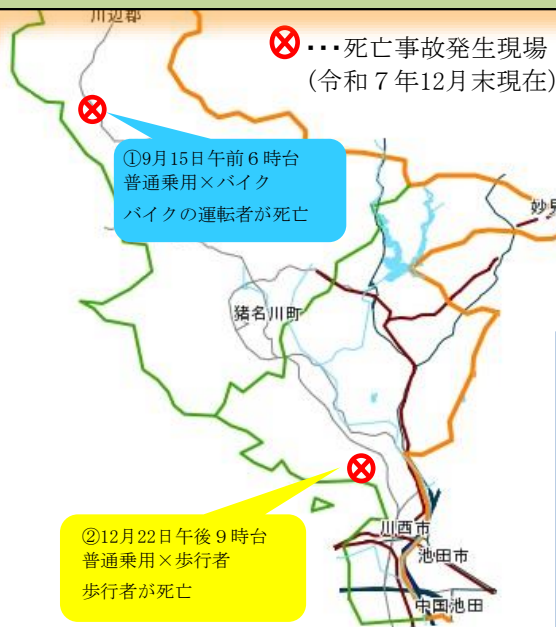 川辺郡
・・・死亡事故発生現場
(令和７年12月末現在)
①9月15日午前６時台
普通乗用×バイク
バイクの運転者が死亡
妙見
猪名川町
②12月22日午後９時台
普通乗用×歩行者
歩行者が死亡
川西市
池田市
中国池田